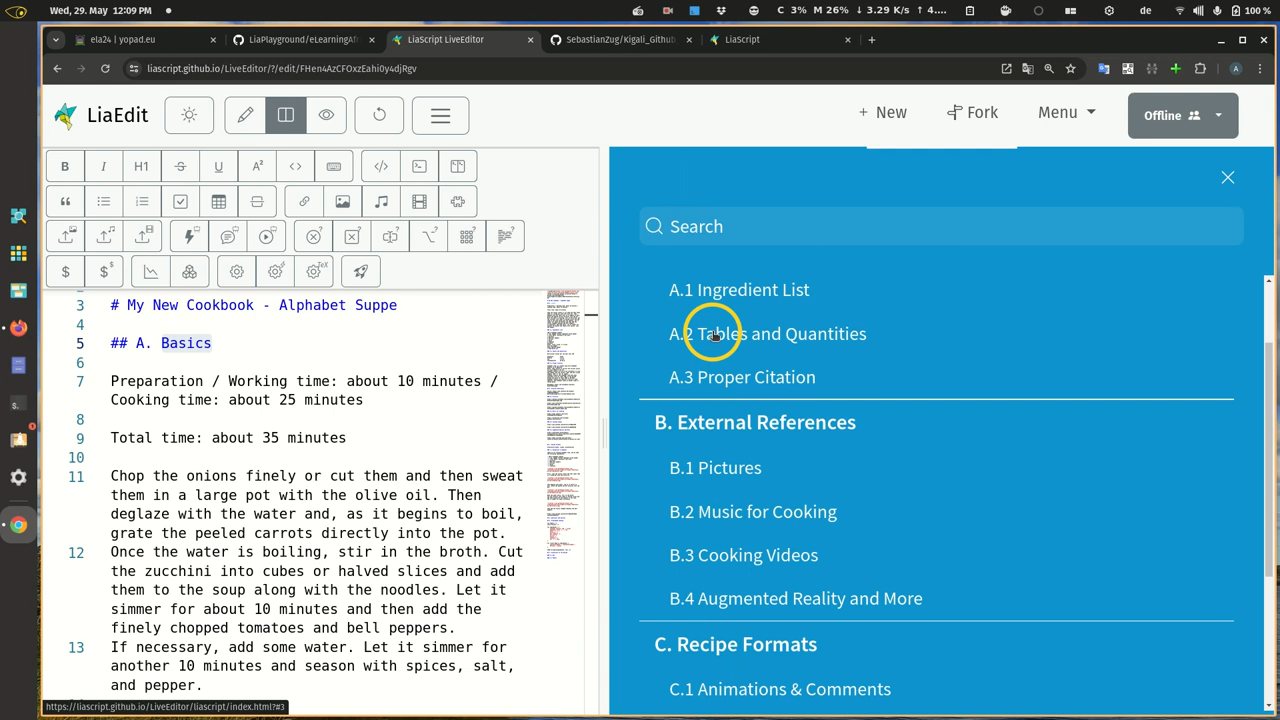 Wed, 29. May 12:09 PM
C 3% M 26% ↓3.29 K/s ↑4....
100 %
ela24 | yopad.eu
LiaPlayground/eLearningAfr
LiaScript LiveEditor
SebastianZug/Kigali_Github
LiaScript
liascript.github.io/LiveEditor/?/edit/FHen4AzCFOxzEahi0y4djRgv
A
LiaEdit
+ New
Fork
Menu
Offline
B I H1 S U A²
$ $
Search
A.1 Ingredient List
A.2 Tables and Quantities
A.3 Proper Citation
B. External References
B.1 Pictures
B.2 Music for Cooking
B.3 Cooking Videos
B.4 Augmented Reality and More
C. Recipe Formats
C.1 Animations & Comments
3 # My New Cookbook - Alphabet Suppe
4
5 ## A. Basics
6
7 Preparation / Working time: about 10 minutes /
Cooking time: about 25 minutes
8
9 Total time: about 35 minutes
10
11 Peel the onions finely, cut them and then sweat
them in a large pot with the olive oil. Then
deglaze with the water and, as it begins to boil,
the peeled carrots directly into the pot.
12 the water is boiling, stir in the broth. Cut
zucchini into cubes or halved slices and add
them to the soup along with the noodles. Let it
simmer for about 10 minutes and then add the
finely chopped tomatoes and bell peppers.
13 If necessary, add some water. Let it simmer for
another 10 minutes and season with spices, salt,
and pepper.
https://liascript.github.io/LiveEditor/liascript/index.html?#3